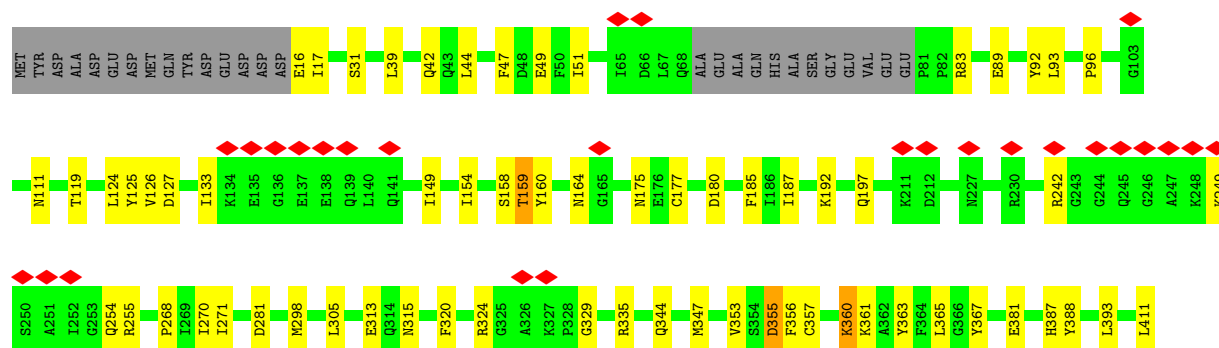 MET TYR ASP ALA ASP GLU ASP MET GLN TYR ASP GLU ASP ASP ASP E16 I17 S31 L39 Q42 Q43 L44 F47 D48 E49 F50 I51 I65 D66 L67 Q68 ALA GLU ALA GLN HIS ALA SER GLY GLU VAL GLU GLU P81 P82 R83 E89 Y92 L93 P96 G103
N111 T119 L124 Y125 V126 D127 I133 K134 E135 G136 E137 E138 Q139 L140 Q141 I149 I154 S158 T159 Y160 N164 G165 N175 E176 C177 D180 F185 I186 I187 K192 Q197 K211 D212 N227 R230 R242 G243 G244 Q245 G246 A247 K248
S250 A251 I252 G253 Q254 R255 P268 I269 I270 I271 D281 M298 L305 E313 Q314 N315 F320 R324 G325 A326 K327 P328 G329 R335 Q344 M347 V353 S354 D355 F356 C357 K360 K361 A362 Y363 F364 L365 G366 Y367 E381 H387 Y388 L393 L411